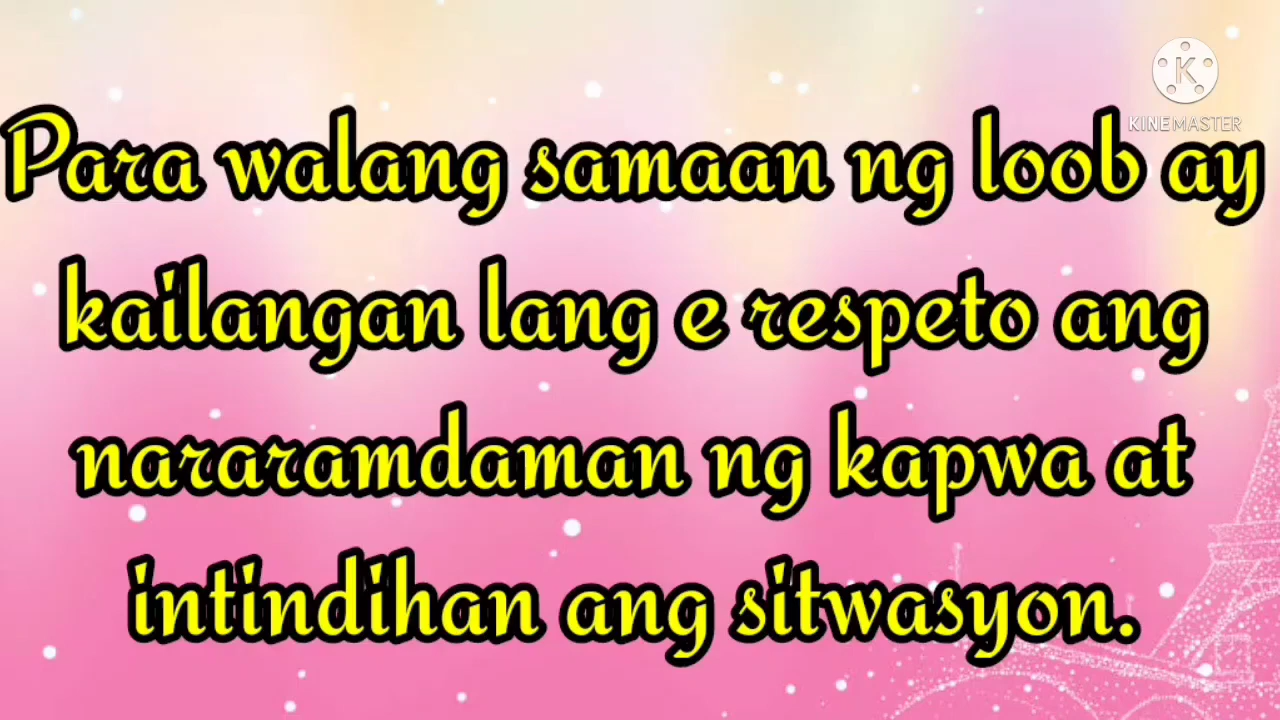 KINEMASTER
Para walang samaan ng loob ay
kailangan lang e respeto ang
nararamdaman ng kapwa at
intindihan ang sitwasyon.